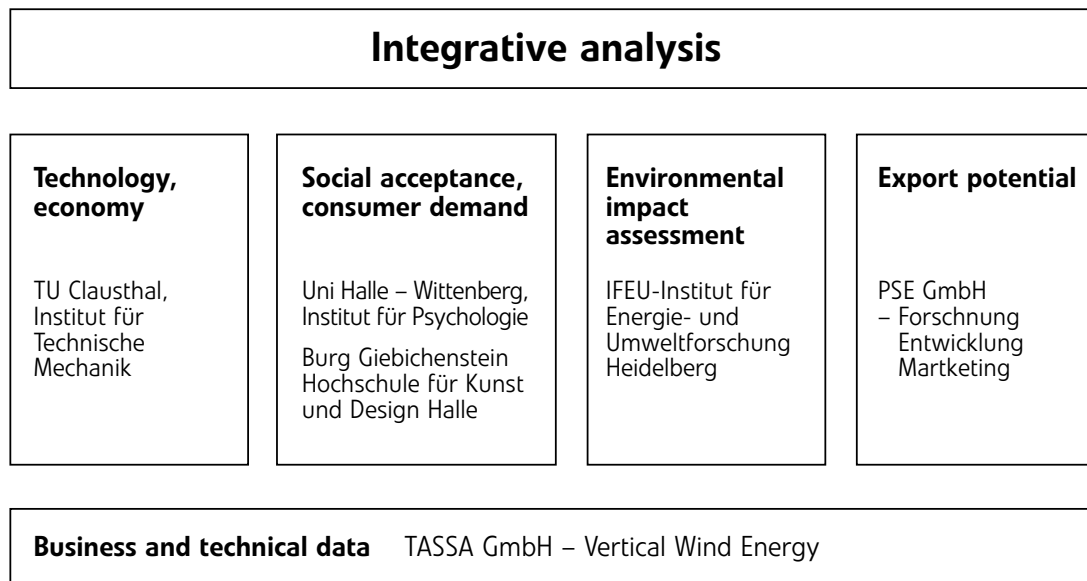 Integrative analysis
Technology,
economy
TU Clausthal,
Institut für
Technische
Mechanik
Social acceptance,
consumer demand
Uni Halle – Wittenberg,
Institut für Psychologie
Burg Giebichenstein
Hochschule für Kunst
und Design Halle
Environmental
impact
assessment
IFEU-Institut für
Energie- und
Umweltforschung
Heidelberg
Export potential
PSE GmbH
– Forschnung
Entwicklung
Martketing
Business and technical data TASSA GmbH – Vertical Wind Energy